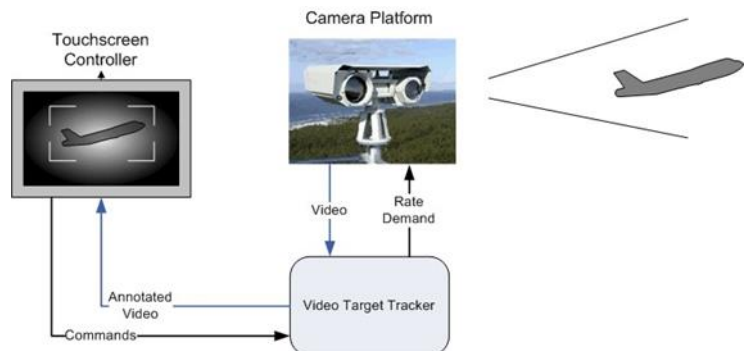 Camera Platform
Touchscreen
Controller
Video
Rate
Demand
Annotated
Video
Video Target Tracker
Commands